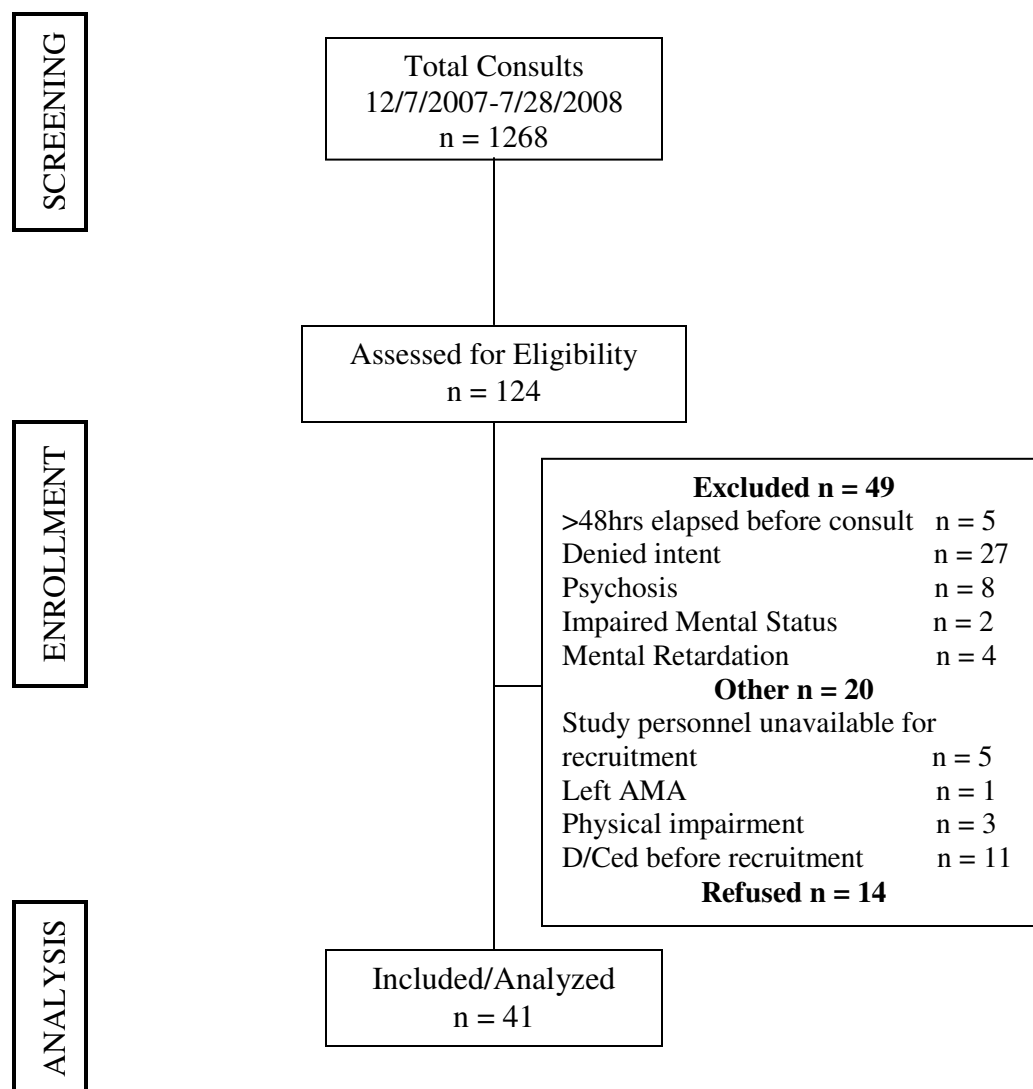 SCREENING
Total Consults
12/7/2007-7/28/2008
n = 1268
Assessed for Eligibility
n = 124
ENROLLMENT
Excluded n = 49
>48hrs elapsed before consult n = 5
Denied intent n = 27
Psychosis n = 8
Impaired Mental Status n = 2
Mental Retardation n = 4
Other n = 20
Study personnel unavailable for
recruitment n = 5
Left AMA n = 1
Physical impairment n = 3
D/Ced before recruitment n = 11
Refused n = 14
ANALYSIS
Included/Analyzed
n = 41